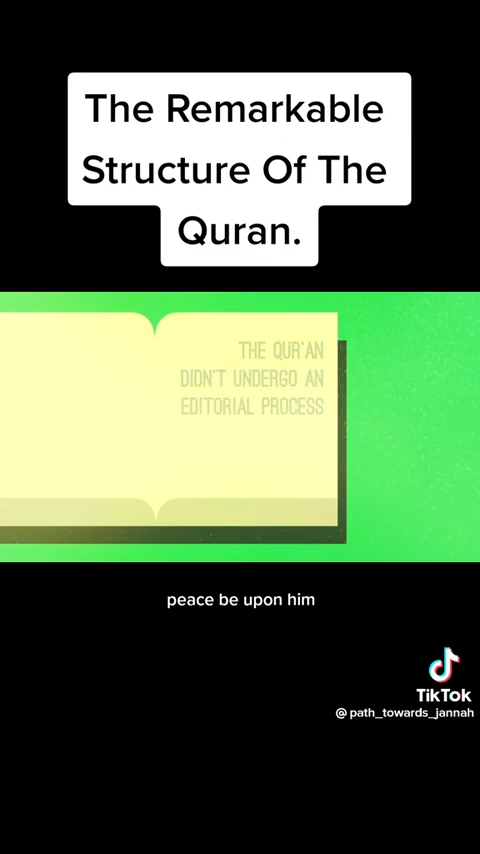 The Remarkable
Structure Of The
Quran.
THE QUR'AN
DIDN'T UNDERGO AN
EDITORIAL PROCESS
peace be upon him
TikTok
@path_towards_jannah